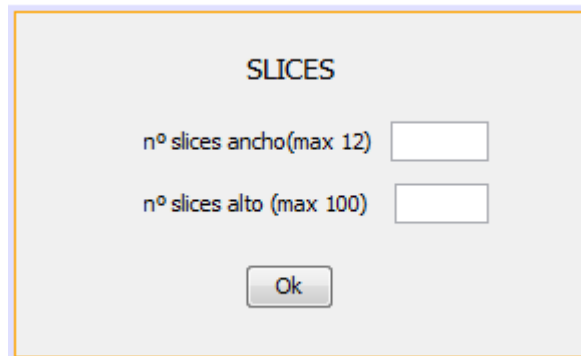 SLICES
nº slices ancho(max 12)
nº slices alto (max 100)
Ok